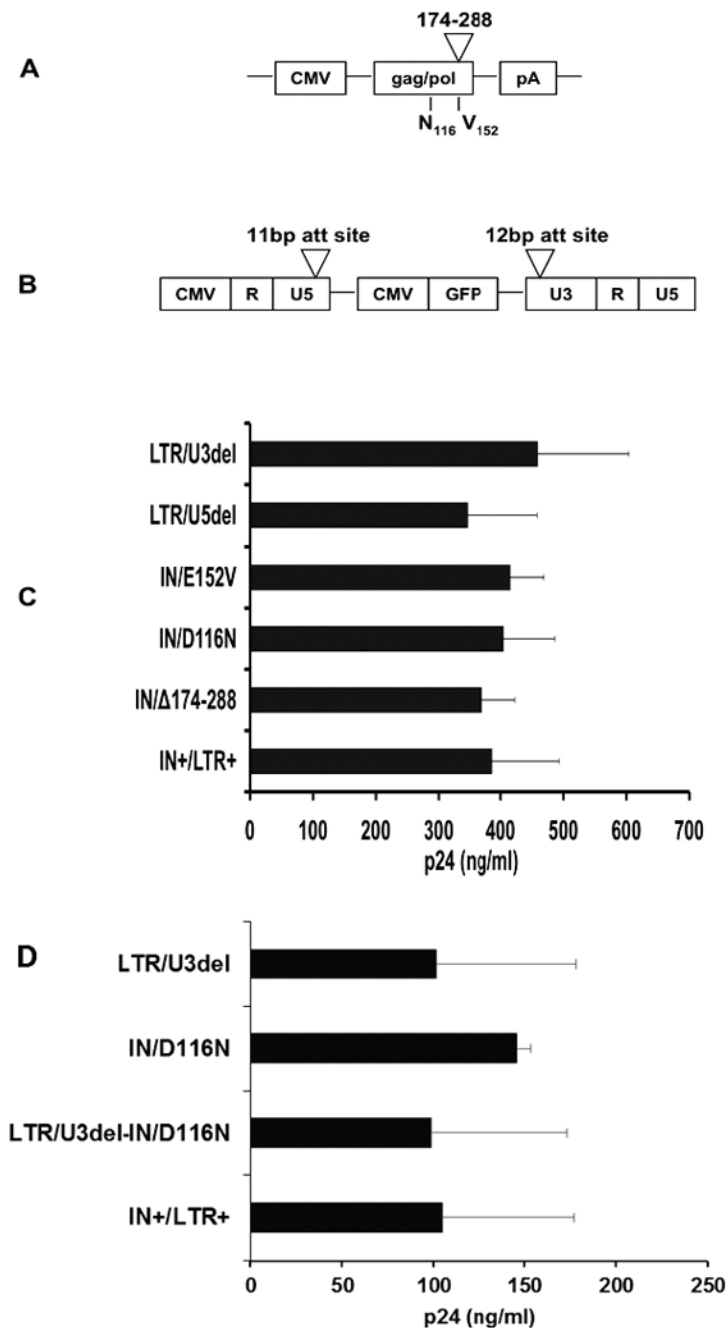 A
174-288
CMV gag/pol pA
N116 V152
B
11bp att site 12bp att site
CMV R U5 CMV GFP U3 R U5
C
LTR/U3del
LTR/U5del
IN/E152V
IN/D116N
IN/Δ174-288
IN+/LTR+
0 100 200 300 400 500 600 700
p24 (ng/ml)
D
LTR/U3del
IN/D116N
LTR/U3del-IN/D116N
IN+/LTR+
0 50 100 150 200 250
p24 (ng/ml)